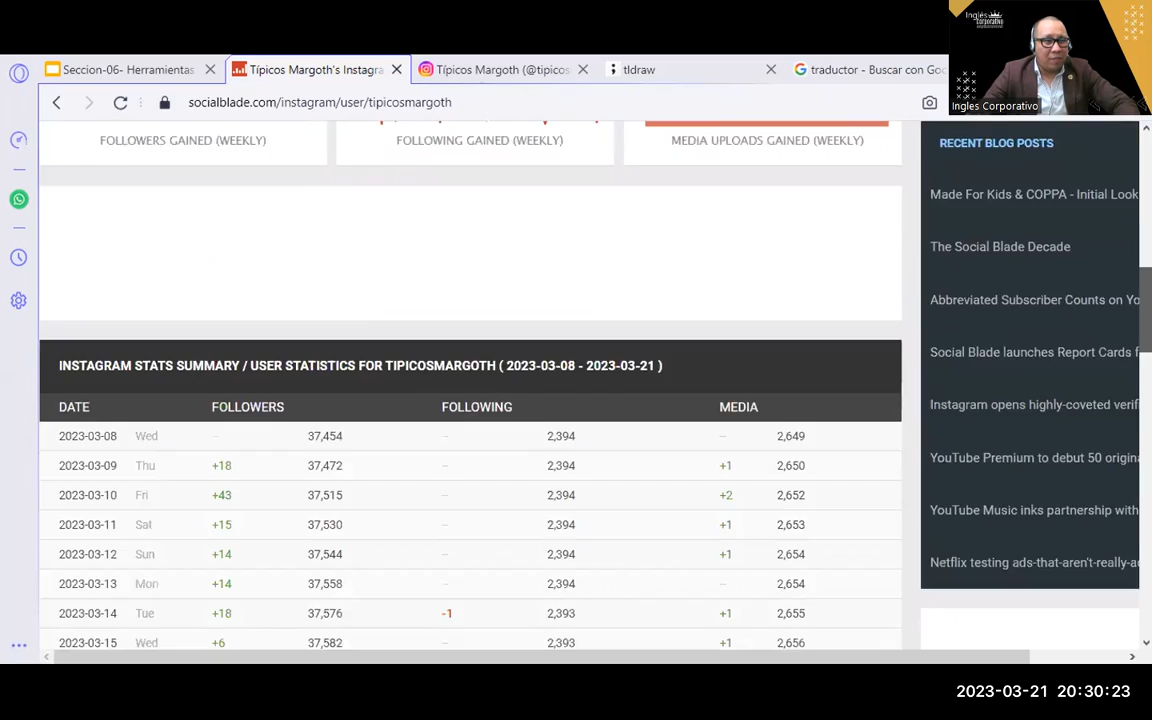 Inglés
Corporativo
Seccion-06- Herramientas
Típicos Margoth's Instagra
Típicos Margoth (@tipicos
tldraw
traductor - Buscar con Goo
Ingles Corporativo
socialblade.com/instagram/user/tipicosmargoth
FOLLOWERS GAINED (WEEKLY)
FOLLOWING GAINED (WEEKLY)
MEDIA UPLOADS GAINED (WEEKLY)
RECENT BLOG POSTS
Made For Kids & COPPA - Initial Look
The Social Blade Decade
Abbreviated Subscriber Counts on Yo
Social Blade launches Report Cards f
Instagram opens highly-coveted verif
YouTube Premium to debut 50 origina
YouTube Music inks partnership with
Netflix testing ads-that-aren't-really-a
INSTAGRAM STATS SUMMARY / USER STATISTICS FOR TIPICOSMARGOTH ( 2023-03-08 - 2023-03-21 )
DATE FOLLOWERS FOLLOWING MEDIA
2023-03-08 Wed -- 37,454 -- 2,394 -- 2,649
2023-03-09 Thu +18 37,472 -- 2,394 +1 2,650
2023-03-10 Fri +43 37,515 -- 2,394 +2 2,652
2023-03-11 Sat +15 37,530 -- 2,394 +1 2,653
2023-03-12 Sun +14 37,544 -- 2,394 +1 2,654
2023-03-13 Mon +14 37,558 -- 2,394 -- 2,654
2023-03-14 Tue +18 37,576 -1 2,393 +1 2,655
2023-03-15 Wed +6 37,582 -- 2,393 +1 2,656
2023-03-21 20:30:23